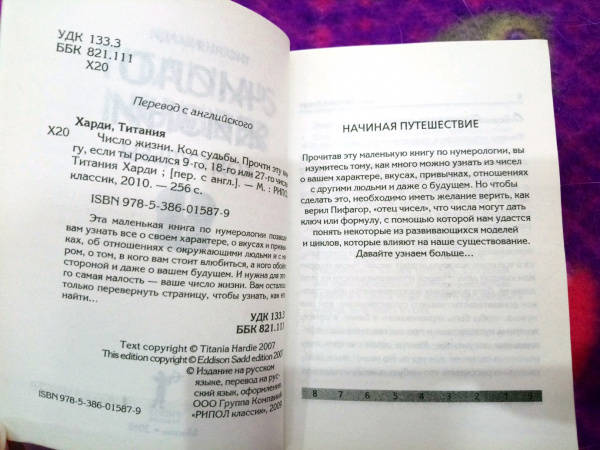 УДК 133.3
ББК 821.111
Х20
Перевод с английского
Харди, Титания
Х20
Число жизни. Код судьбы. Прочти эту
гу, если ты родился 9-го, 18-го или 27-го числа
Титания Харди ; [пер. с англ.]. — М. : РИПОЛ
классик, 2010. — 256 с.
ISBN 978-5-386-01587-9
Эта маленькая книга по нумерологии
вам узнать все о своем характере, о вкусах и
ках, об отношениях с окружающими людьми и с
ром, о том, в кого вам стоит влюбиться, а кого
стороной и даже о вашем будущем. И нужна для
го самая малость — ваше число жизни. Вам
только перевернуть страницу, чтобы узнать, как
найти...
УДК 133.3
ББК 821.111
Text copyright © Titania Hardie 2007
This edition copyright © Eddison Sadd edition 2007
© Издание на русском
языке, перевод на рус-
ский язык, оформление
ООО Группа Компаний
«РИПОЛ классик», 2009
ISBN 978-5-386-01587-9
НАЧИНАЯ ПУТЕШЕСТВИЕ
Прочитав эту маленькую книгу по нумерологии, вы
изумитесь тому, как много можно узнать из чисел
о вашем характере, вкусах, привычках, отношениях
с другими людьми и даже о будущем. Но чтобы
сделать это, необходимо иметь желание верить, как
верил Пифагор, «отец чисел», что числа могут дать
ключ или формулу, с помощью которой нам удастся
понять некоторые из развивающихся моделей
и циклов, которые влияют на наше существование.
Давайте узнаем больше...
8 7 6 5 4 3 2 1 9